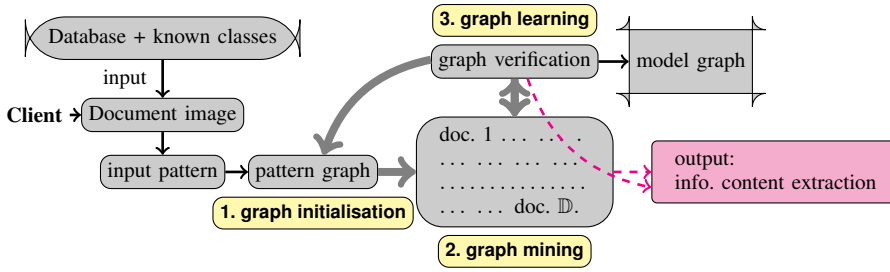 3. graph learning
Database + known classes
graph verification
model graph
input
Client
Document image
doc. 1 ... ... .
... ... ... ...
...............
... ... doc. 𝔻.
input pattern
pattern graph
output:
info. content extraction
1. graph initialisation
2. graph mining